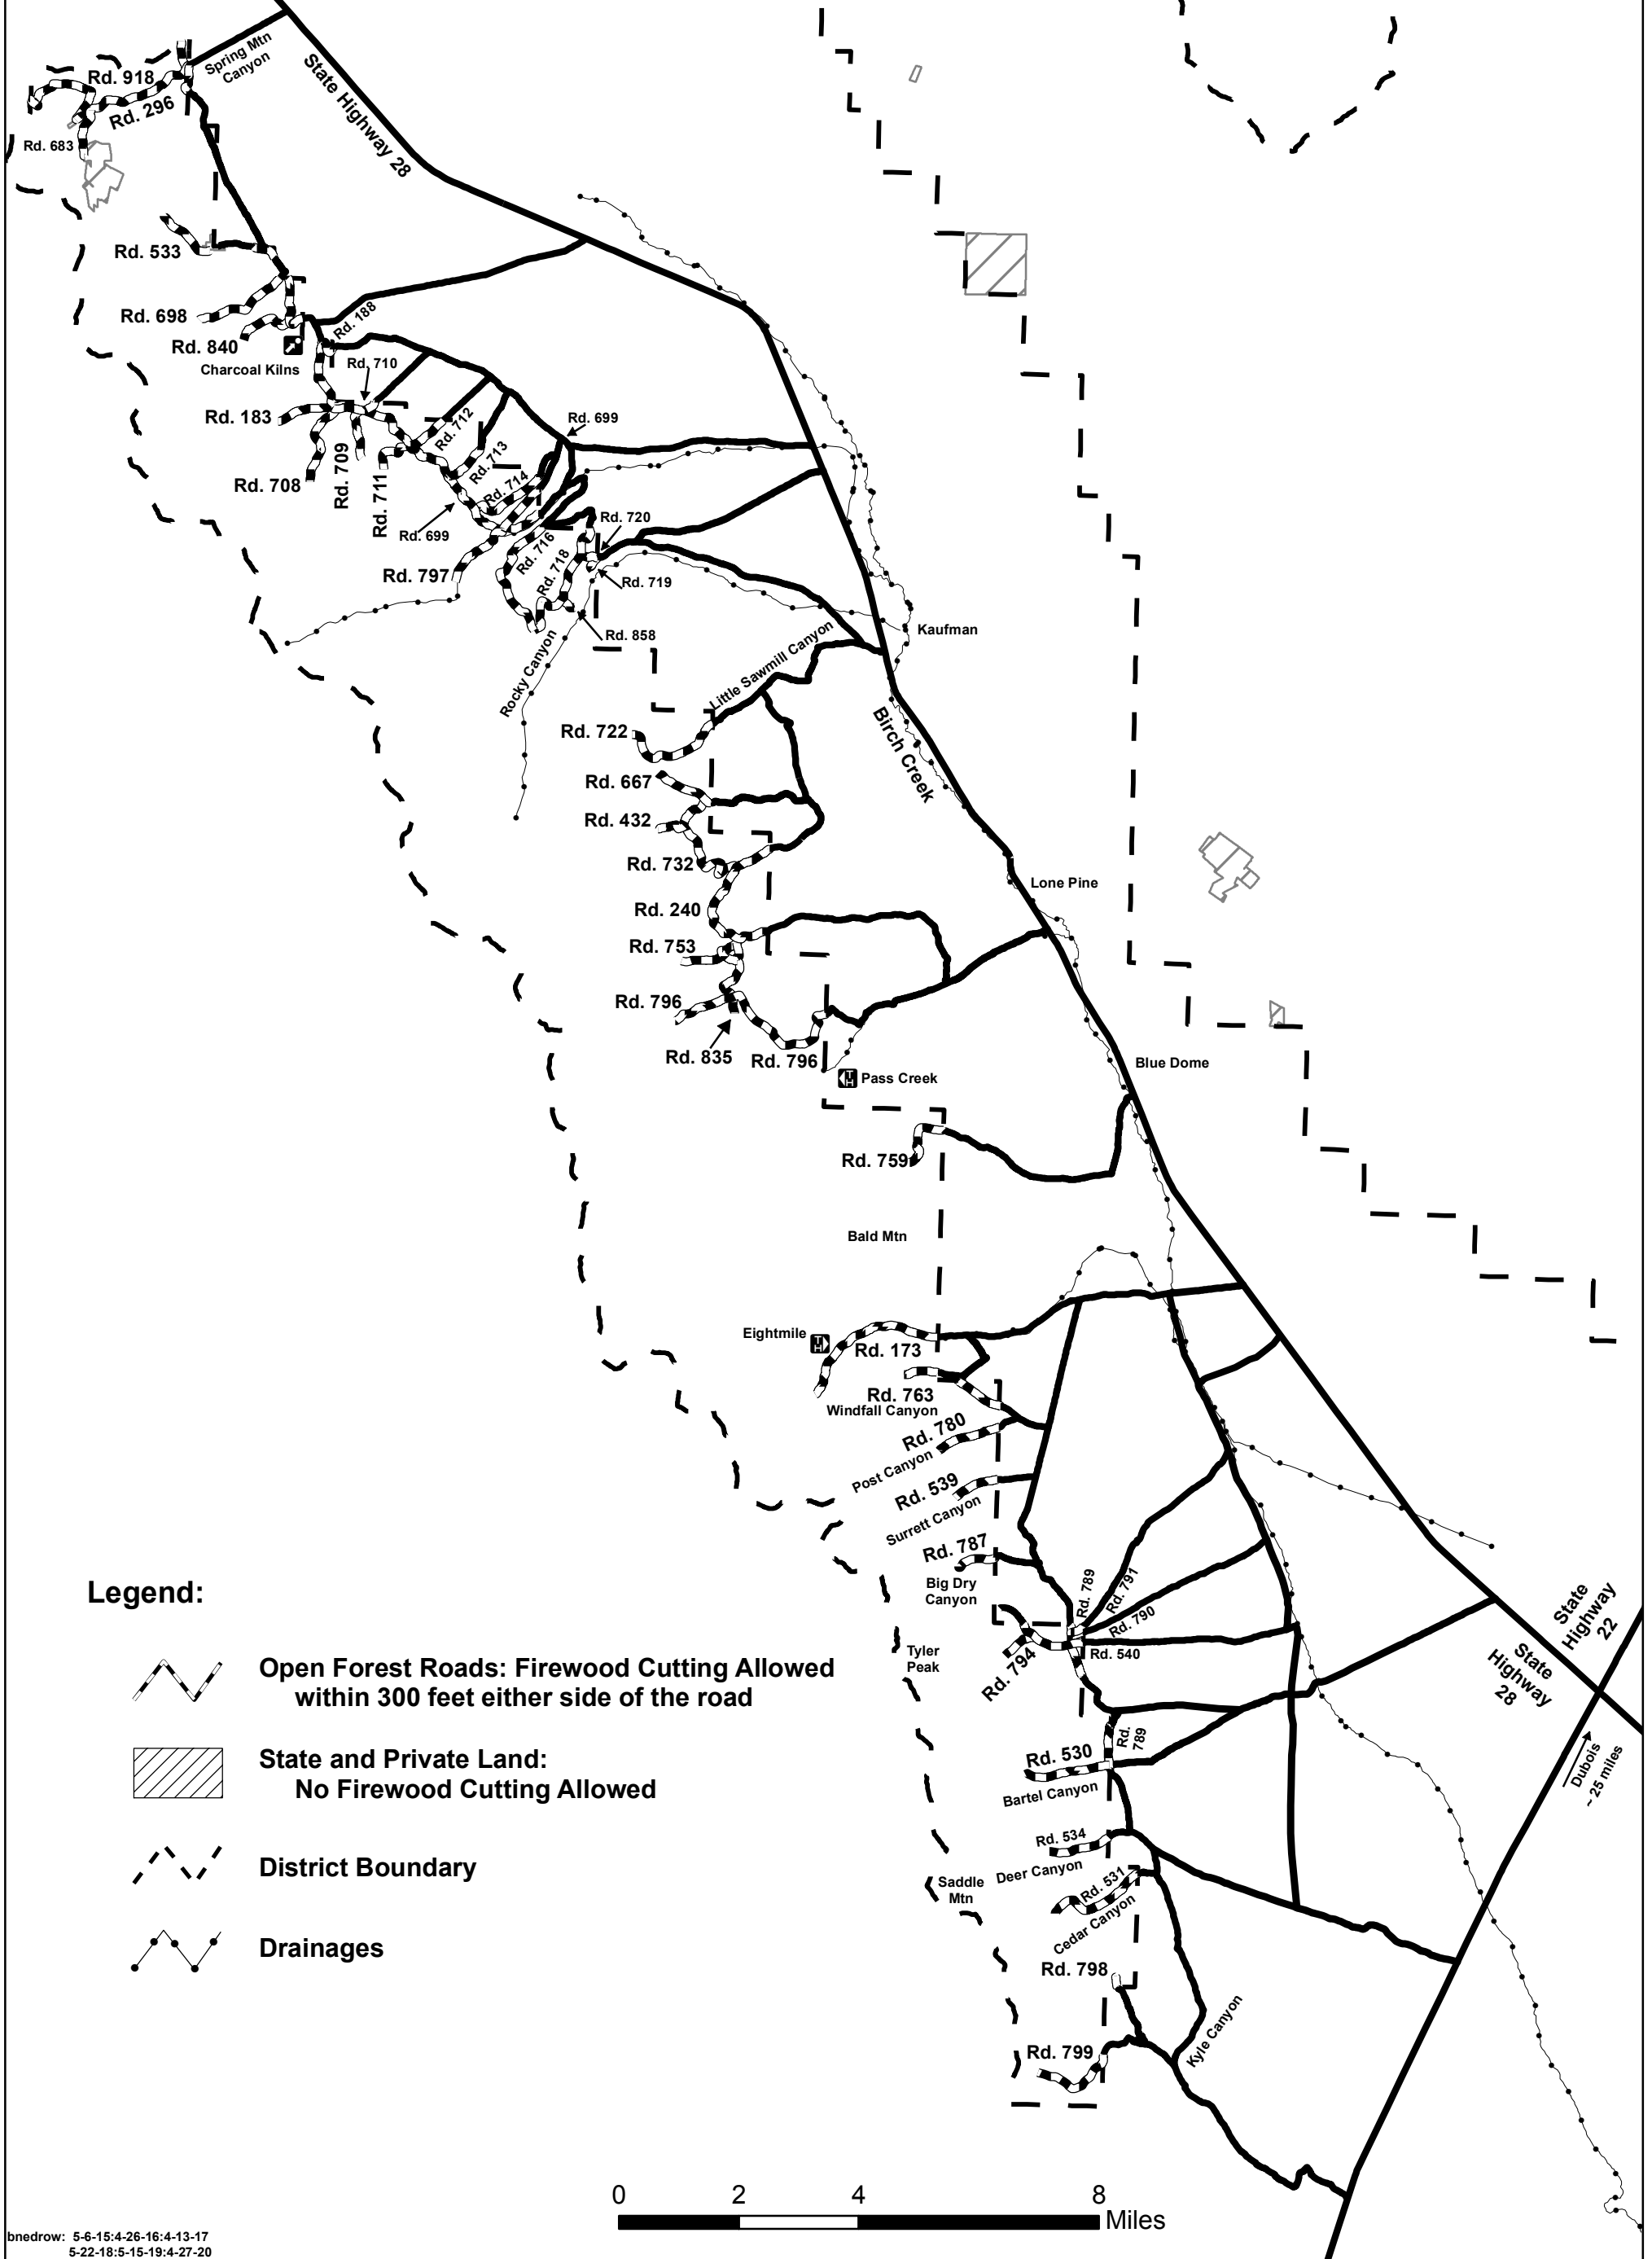 Spring Mtn
Canyon
State Highway 28
Rd. 918
Rd. 296
Rd. 683
Rd. 533
Rd. 698
Rd. 188
Rd. 840
Charcoal Kilns
Rd. 710
Rd. 183
Rd. 699
Rd. 712
Rd. 713
Rd. 708
Rd. 709
Rd. 711
Rd. 714
Rd. 699
Rd. 720
Rd. 716
Rd. 718
Rd. 797
Rd. 719
Rd. 858
Kaufman
Rocky Canyon
Little Sawmill Canyon
Rd. 722
Birch Creek
Rd. 667
Rd. 432
Rd. 732
Lone Pine
Rd. 240
Rd. 753
Rd. 796
Rd. 835
Rd. 796
Blue Dome
TH
Pass Creek
Rd. 759
Bald Mtn
Eightmile
TH
Rd. 173
Rd. 763
Windfall Canyon
Rd. 780
Post Canyon
Rd. 539
Surrett Canyon
Rd. 787
Big Dry
Canyon
Rd. 789
Rd. 791
Rd. 790
Rd. 540
Tyler
Peak
Rd. 794
State
Highway
22
State
Highway
28
Rd.
789
Rd. 530
Bartel Canyon
Dubois
~ 25 miles
Rd. 534
Deer Canyon
Saddle
Mtn
Rd. 531
Cedar Canyon
Rd. 798
Kyle Canyon
Rd. 799
Legend:
Open Forest Roads: Firewood Cutting Allowed
within 300 feet either side of the road
State and Private Land:
No Firewood Cutting Allowed
District Boundary
Drainages
0 2 4 8
Miles
bnedrow: 5-6-15:4-26-16:4-13-17
5-22-18:5-15-19:4-27-20